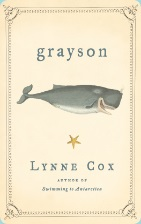 grayson
LYNNE COX
AUTHOR OF
Swimming to Antarctica